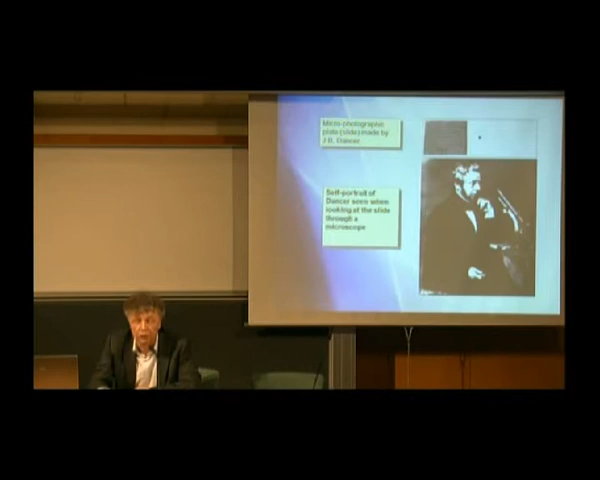 Micro-photographic
plate (slide) made by
J.B. Dancer
Self-portrait of
Dancer seen when
looking at the slide
through a
microscope